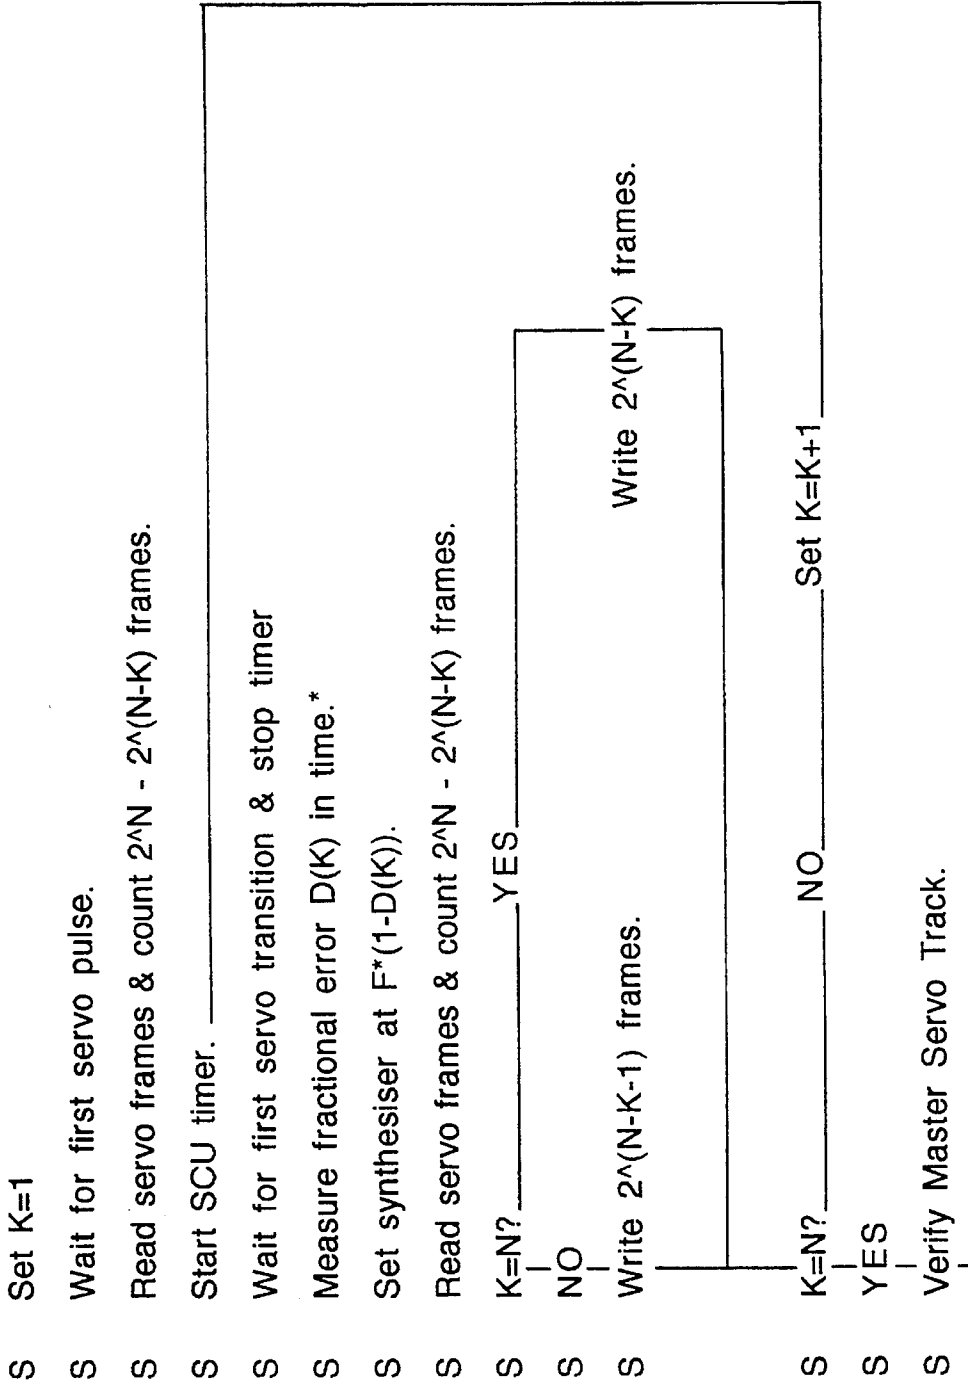 S Set K=1
S Wait for first servo pulse.
S Read servo frames & count 2^N - 2^(N-K) frames.
S Start SCU timer.
S Wait for first servo transition & stop timer
S Measure fractional error D(K) in time.*
S Set synthesiser at F*(1-D(K)).
S Read servo frames & count 2^N - 2^(N-K) frames.
S K=N? YES
S NO
S Write 2^(N-K-1) frames. Write 2^(N-K) frames.
S K=N? NO Set K=K+1
S YES
S Verify Master Servo Track.